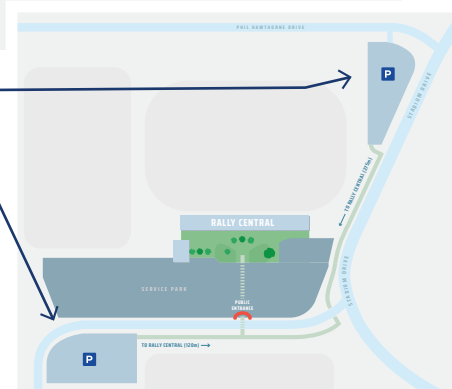 PHIL HAWTHORNE DRIVE
P
STADIUM DRIVE
TO RALLY CENTRAL (275m)
RALLY CENTRAL
STADIUM DRIVE
SERVICE PARK
PUBLIC
ENTRANCE
TO RALLY CENTRAL (120m)
P